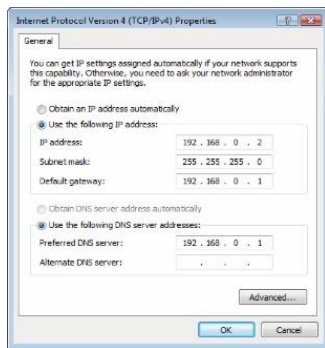 Internet Protocol Version 4 (TCP/IPv4) Properties
General
You can get IP settings assigned automatically if your network supports
this capability. Otherwise, you need to ask your network administrator
for the appropriate IP settings.
Obtain an IP address automatically
Use the following IP address:
IP address: 192 . 168 . 0 . 2
Subnet mask: 255 . 255 . 255 . 0
Default gateway: 192 . 168 . 0 . 1
Obtain DNS server address automatically
Use the following DNS server addresses:
Preferred DNS server: 192 . 168 . 0 . 1
Alternate DNS server: . . .
Advanced...
OK Cancel